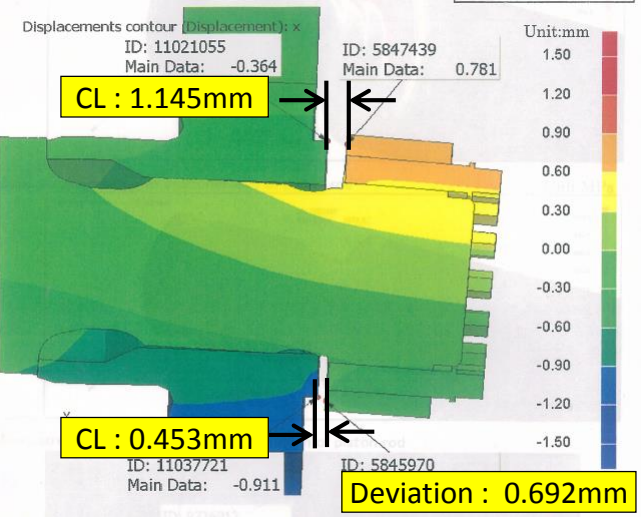 Displacements contour (Displacement): x
ID: 11021055
Main Data: -0.364
ID: 5847439
Main Data: 0.781
CL : 1.145mm
Unit:mm
1.50
1.20
0.90
0.60
0.30
0.00
-0.30
-0.60
-0.90
-1.20
-1.50
CL : 0.453mm
ID: 11037721
Main Data: -0.911
ID: 5845970
Deviation : 0.692mm